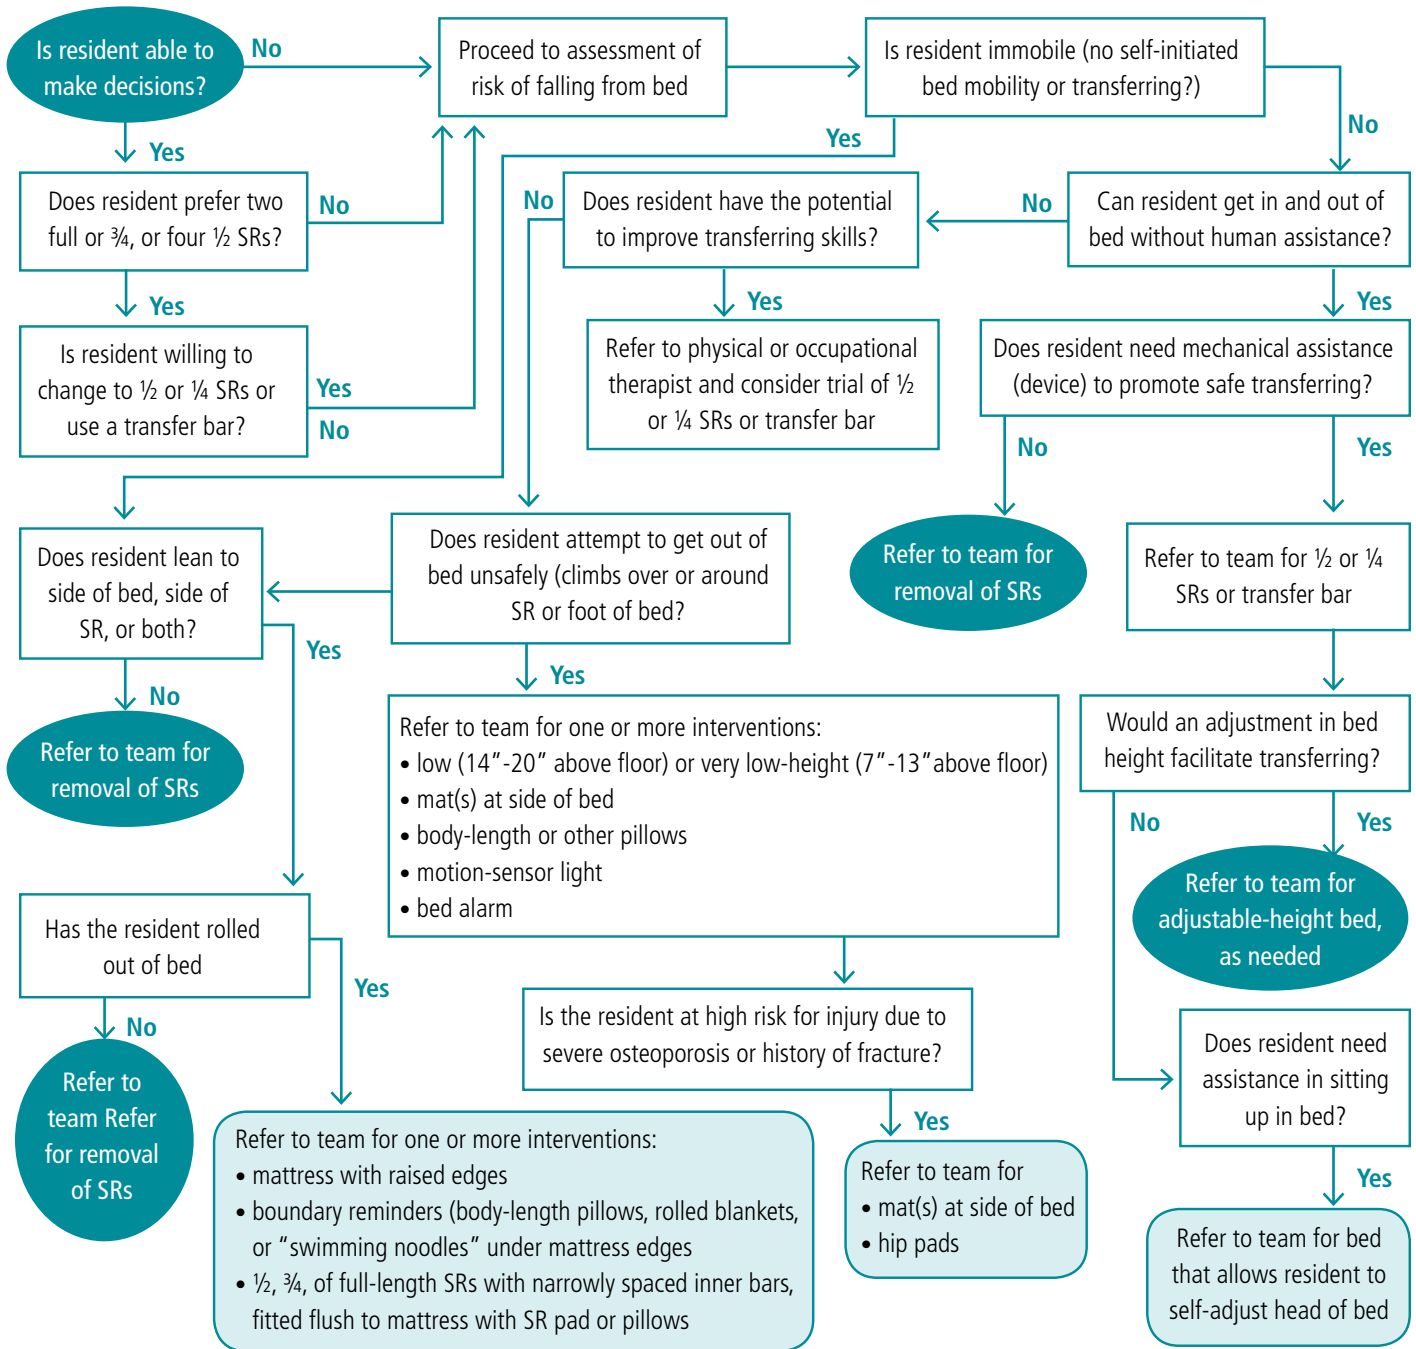 Is resident able to
make decisions?
No
Proceed to assessment of
risk of falling from bed
Is resident immobile (no self-initiated
bed mobility or transferring?)
Yes
Yes
No
Does resident prefer two
full or ¾, or four ½ SRs?
No
No
Does resident have the potential
to improve transferring skills?
No
Can resident get in and out of
bed without human assistance?
Yes
Yes
Yes
Is resident willing to
change to ½ or ¼ SRs or
use a transfer bar?
Yes
No
Refer to physical or occupational
therapist and consider trial of ½
or ¼ SRs or transfer bar
Does resident need mechanical assistance
(device) to promote safe transferring?
No
Yes
Does resident lean to
side of bed, side of
SR, or both?
Does resident attempt to get out of
bed unsafely (climbs over or around
SR or foot of bed?
Refer to team for
removal of SRs
Refer to team for ½ or ¼
SRs or transfer bar
Yes
No
Yes
Refer to team for
removal of SRs
Refer to team for one or more interventions:
• low (14″-20″ above floor) or very low-height (7″-13″above floor)
• mat(s) at side of bed
• body-length or other pillows
• motion-sensor light
• bed alarm
Would an adjustment in bed
height facilitate transferring?
No
Yes
Refer to team for
adjustable-height bed,
as needed
Has the resident rolled
out of bed
Yes
No
Is the resident at high risk for injury due to
severe osteoporosis or history of fracture?
Does resident need
assistance in sitting
up in bed?
Refer to
team Refer
for removal
of SRs
Yes
Yes
Refer to team for one or more interventions:
• mattress with raised edges
• boundary reminders (body-length pillows, rolled blankets,
or “swimming noodles” under mattress edges
• ½, ¾, of full-length SRs with narrowly spaced inner bars,
fitted flush to mattress with SR pad or pillows
Refer to team for
• mat(s) at side of bed
• hip pads
Refer to team for bed
that allows resident to
self-adjust head of bed